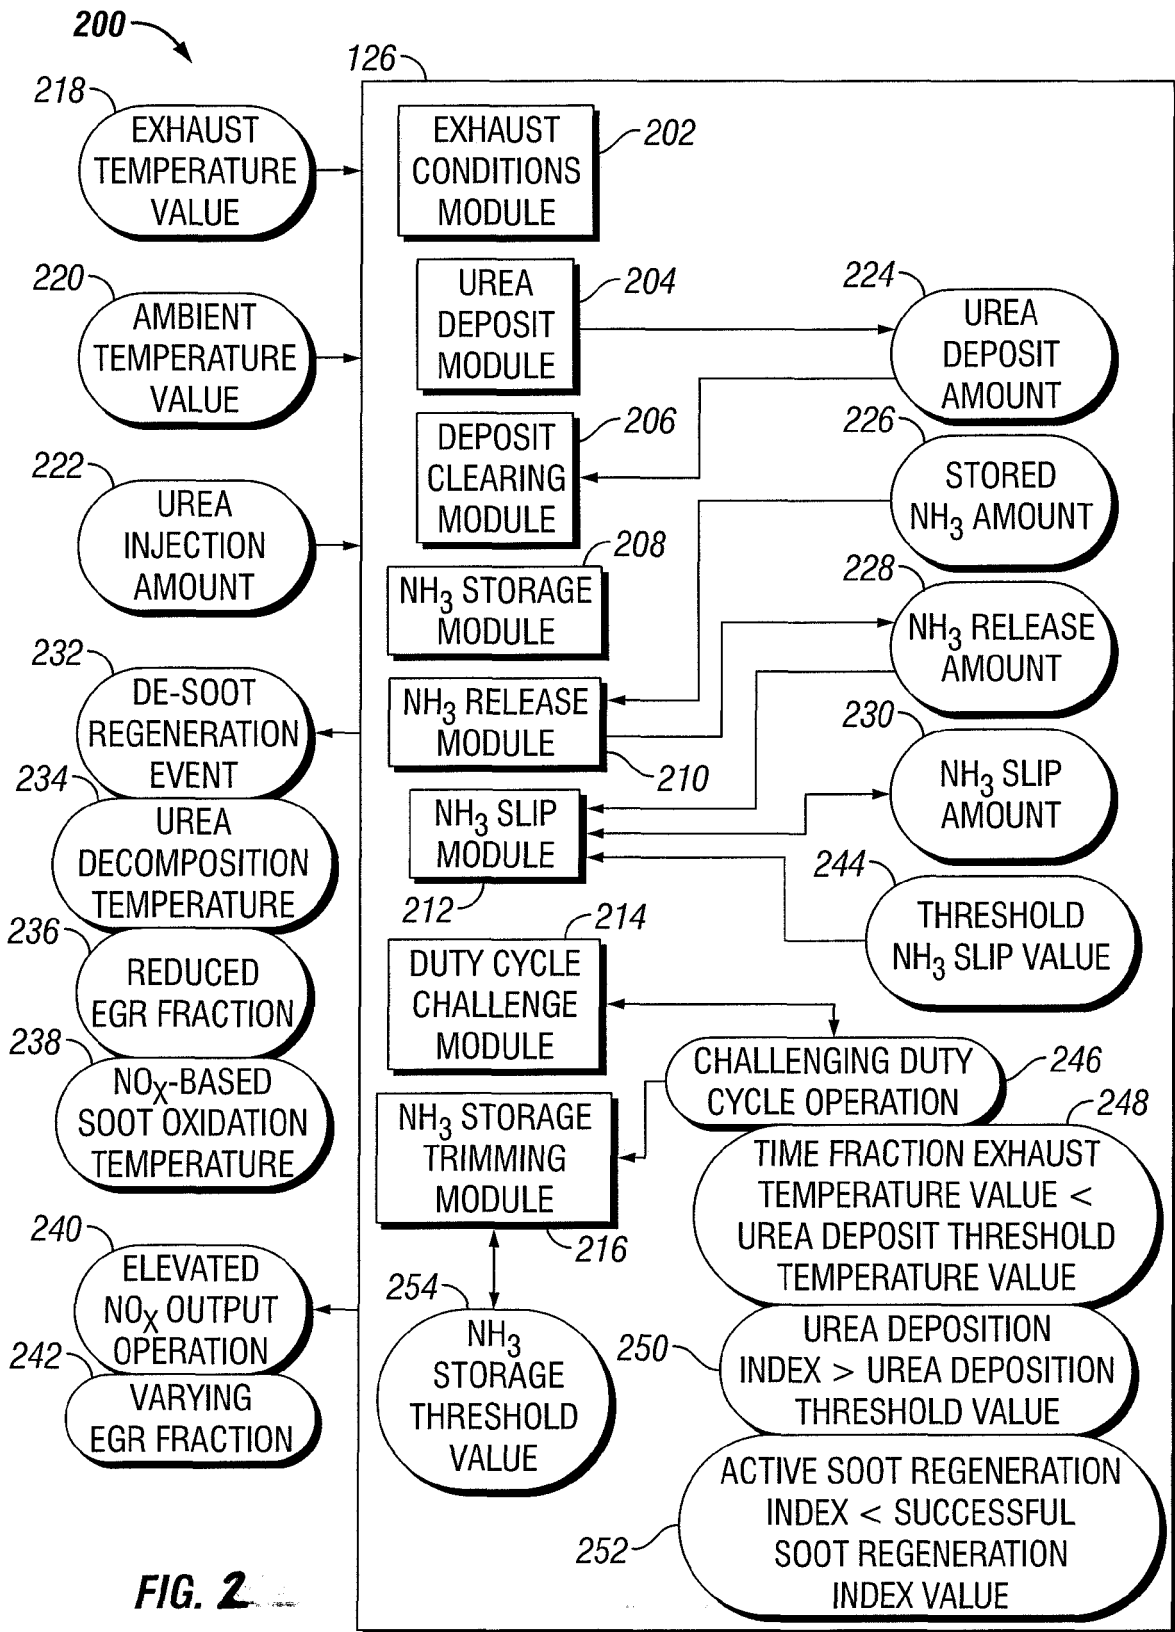 200
126
218
EXHAUST
TEMPERATURE
VALUE
220
AMBIENT
TEMPERATURE
VALUE
222
UREA
INJECTION
AMOUNT
232
DE-SOOT
REGENERATION
EVENT
234
UREA
DECOMPOSITION
TEMPERATURE
236
REDUCED
EGR FRACTION
238
NOX-BASED
SOOT OXIDATION
TEMPERATURE
240
ELEVATED
NOX OUTPUT
OPERATION
242
VARYING
EGR FRACTION
EXHAUST
CONDITIONS
MODULE
202
UREA
DEPOSIT
MODULE
204
DEPOSIT
CLEARING
MODULE
206
208
NH3 STORAGE
MODULE
NH3 RELEASE
MODULE
210
NH3 SLIP
MODULE
212
214
DUTY CYCLE
CHALLENGE
MODULE
NH3 STORAGE
TRIMMING
MODULE
216
254
NH3
STORAGE
THRESHOLD
VALUE
224
UREA
DEPOSIT
AMOUNT
226
STORED
NH3 AMOUNT
228
NH3 RELEASE
AMOUNT
230
NH3 SLIP
AMOUNT
244
THRESHOLD
NH3 SLIP VALUE
CHALLENGING DUTY
CYCLE OPERATION
246
248
TIME FRACTION EXHAUST
TEMPERATURE VALUE <
UREA DEPOSIT THRESHOLD
TEMPERATURE VALUE
250
UREA DEPOSITION
INDEX > UREA DEPOSITION
THRESHOLD VALUE
252
ACTIVE SOOT REGENERATION
INDEX < SUCCESSFUL
SOOT REGENERATION
INDEX VALUE
FIG. 2